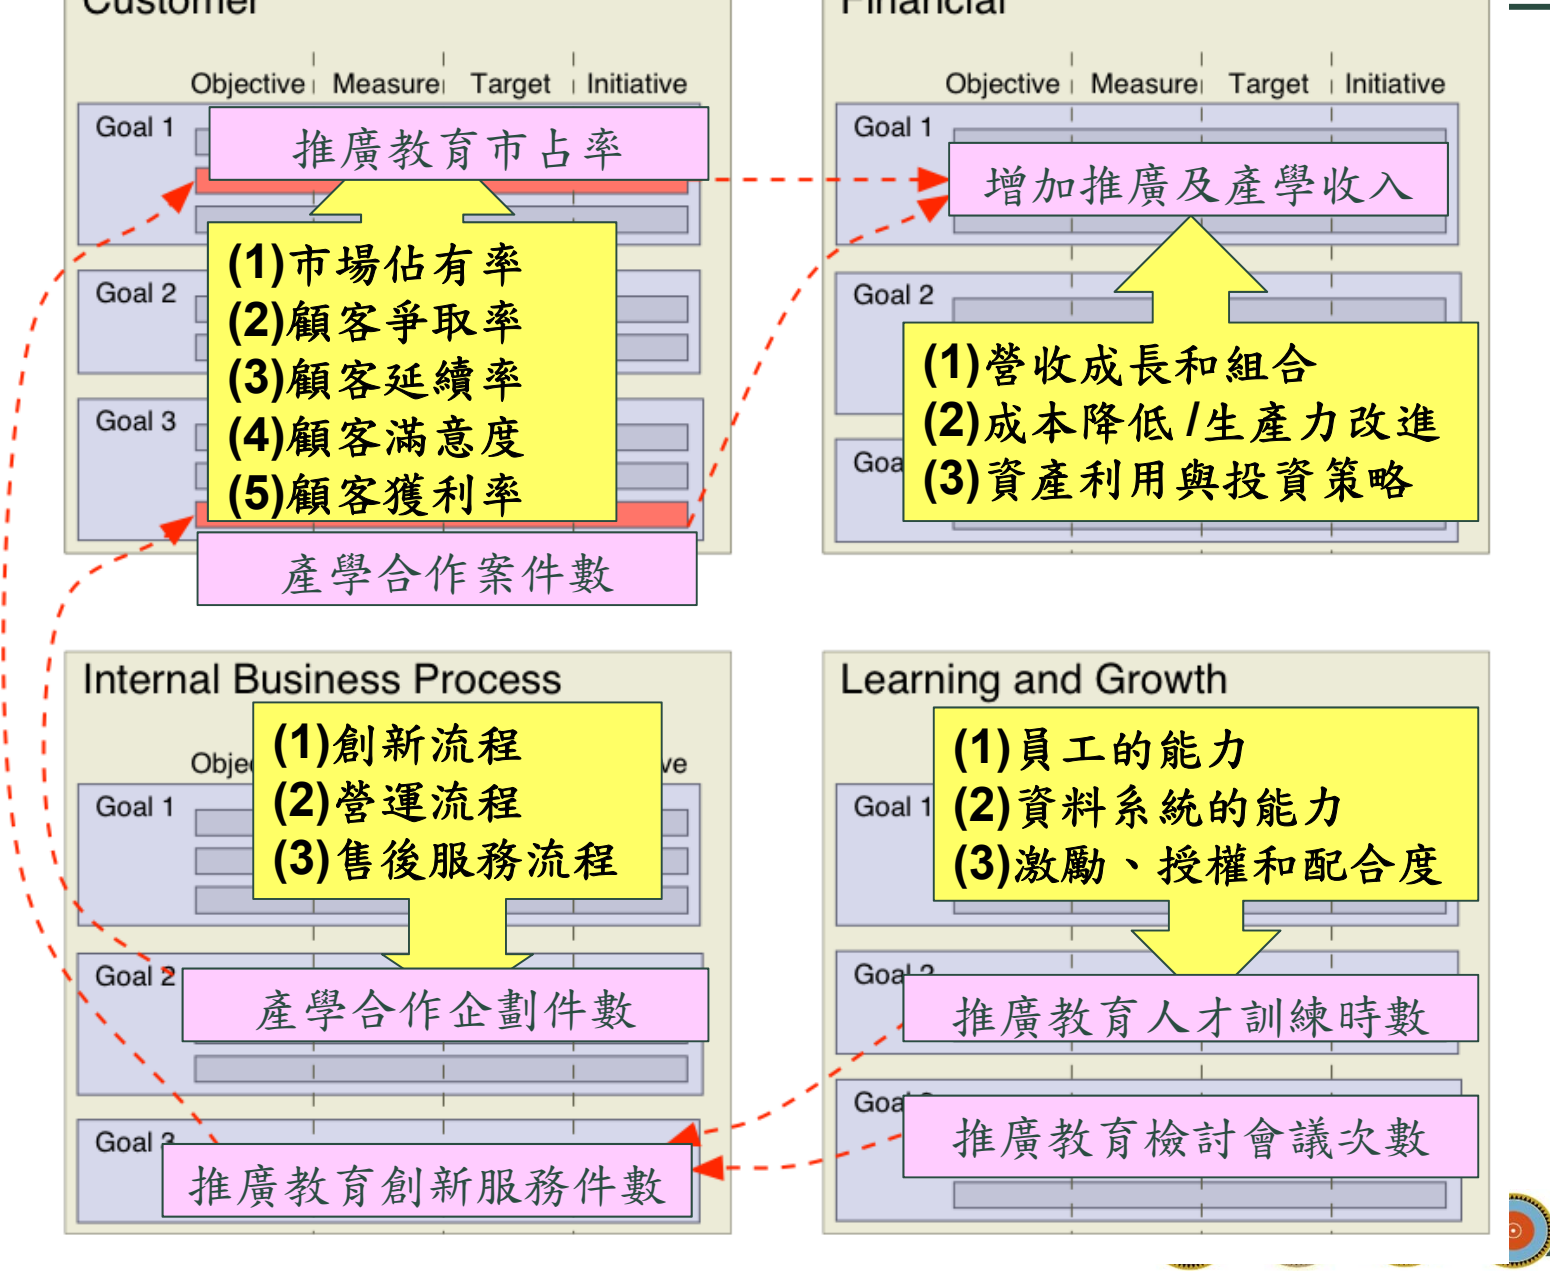 Customer
Objective Measure Target Initiative
Goal 1
推廣教育市占率
(1)市場佔有率
(2)顧客爭取率
Goal 2
(3)顧客延續率
(4)顧客滿意度
Goal 3
(5)顧客獲利率
產學合作案件數
Financial
Objective Measure Target Initiative
Goal 1
增加推廣及產學收入
Goal 2
(1)營收成長和組合
(2)成本降低/生產力改進
Goa
(3)資產利用與投資策略
Internal Business Process
(1)創新流程
Obje ve
(2)營運流程
Goal 1
(3)售後服務流程
Goal 2
產學合作企劃件數
Goal 3
推廣教育創新服務件數
Learning and Growth
(1)員工的能力
Goal 1
(2)資料系統的能力
(3)激勵、授權和配合度
Goal 2
推廣教育人才訓練時數
Goa
推廣教育檢討會議次數